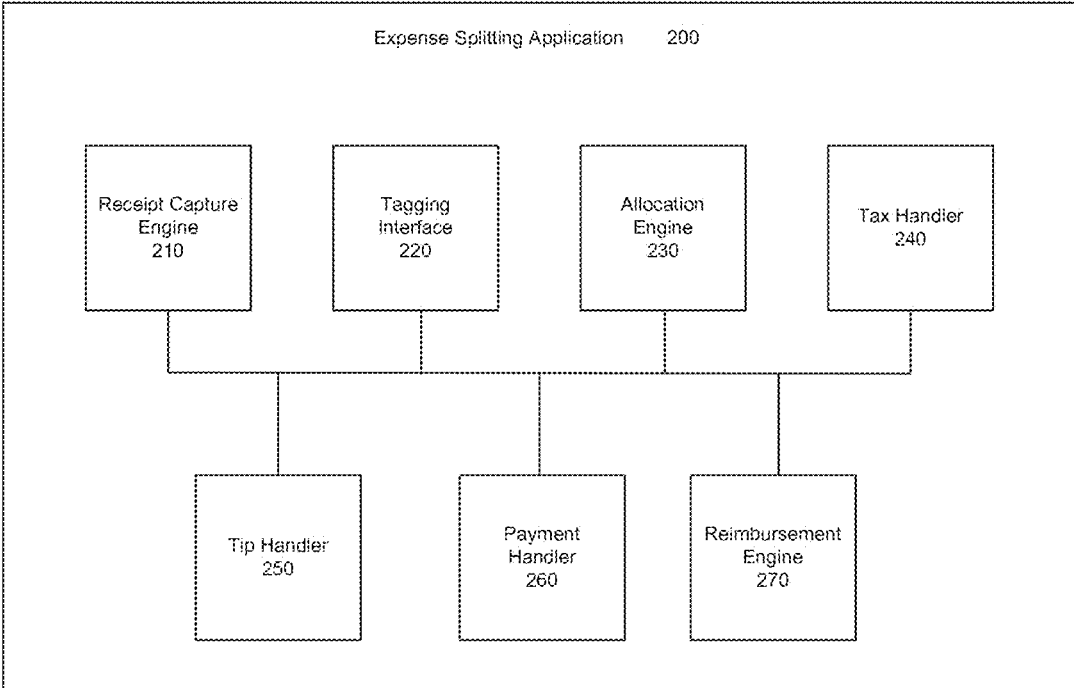 Expense Splitting Application 200
Receipt Capture
Engine
210
Tagging
Interface
220
Allocation
Engine
230
Tax Handler
240
Tip Handler
250
Payment
Handler
260
Reimbursement
Engine
270